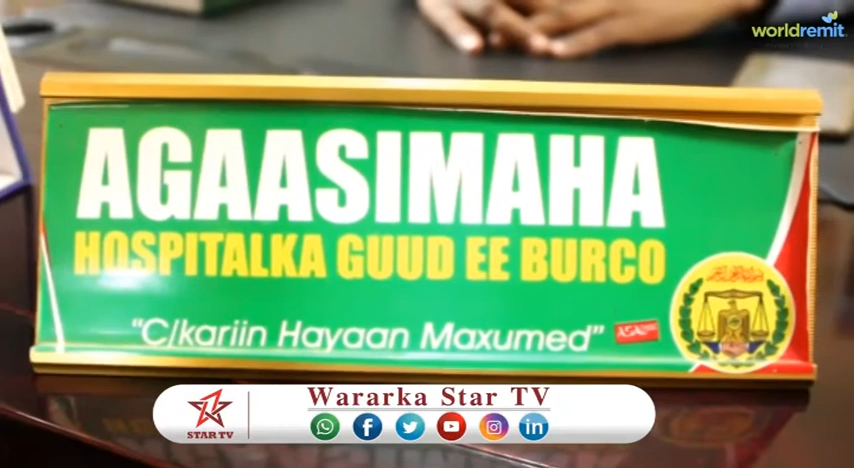 worldremit
AGAASIMAHA
HOSPITALKA GUUD EE BURCO
"C/kariin Hayaan Maxumed"
ASAL
Wararka Star TV
STAR TV